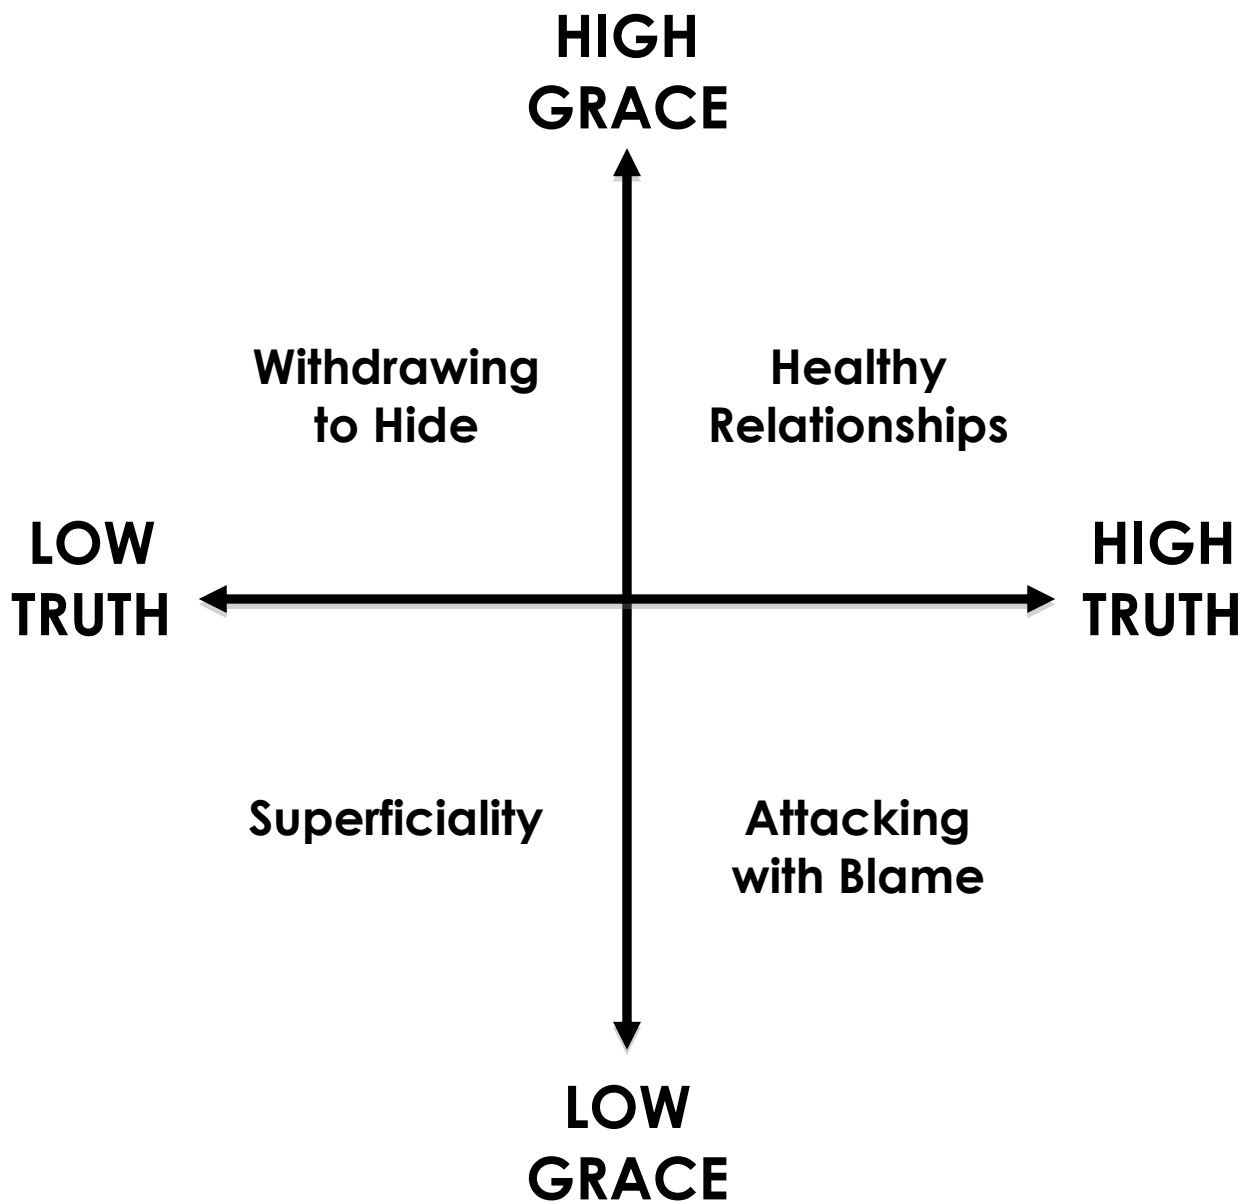 HIGH
GRACE
Withdrawing
to Hide
Healthy
Relationships
LOW
TRUTH
HIGH
TRUTH
Superficiality
Attacking
with Blame
LOW
GRACE